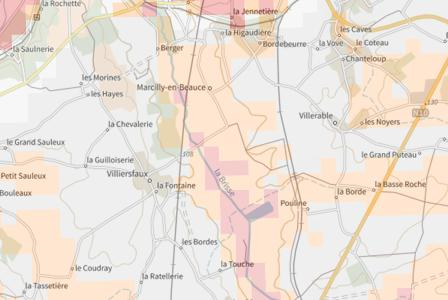 la Rochette
la Jennetière
la Higaudière
les Caves
la Saulnerie
Berger
Bordebeurre
la Vove
le Coteau
Chanteloup
les Morines
Marcilly-en-Beauce
les Hayes
130
N10
Villerable
les Noyers
la Chevalerie
le Grand Sauleux
108
le Grand Puteau
la Guilloiserie
Petit Sauleux
Villiersfaux
la Fontaine
la Brisse
la Basse Roche
Bouleaux
la Borde
Pouline
les Bordes
la Touche
le Coudray
la Ratellerie
la Tassetière